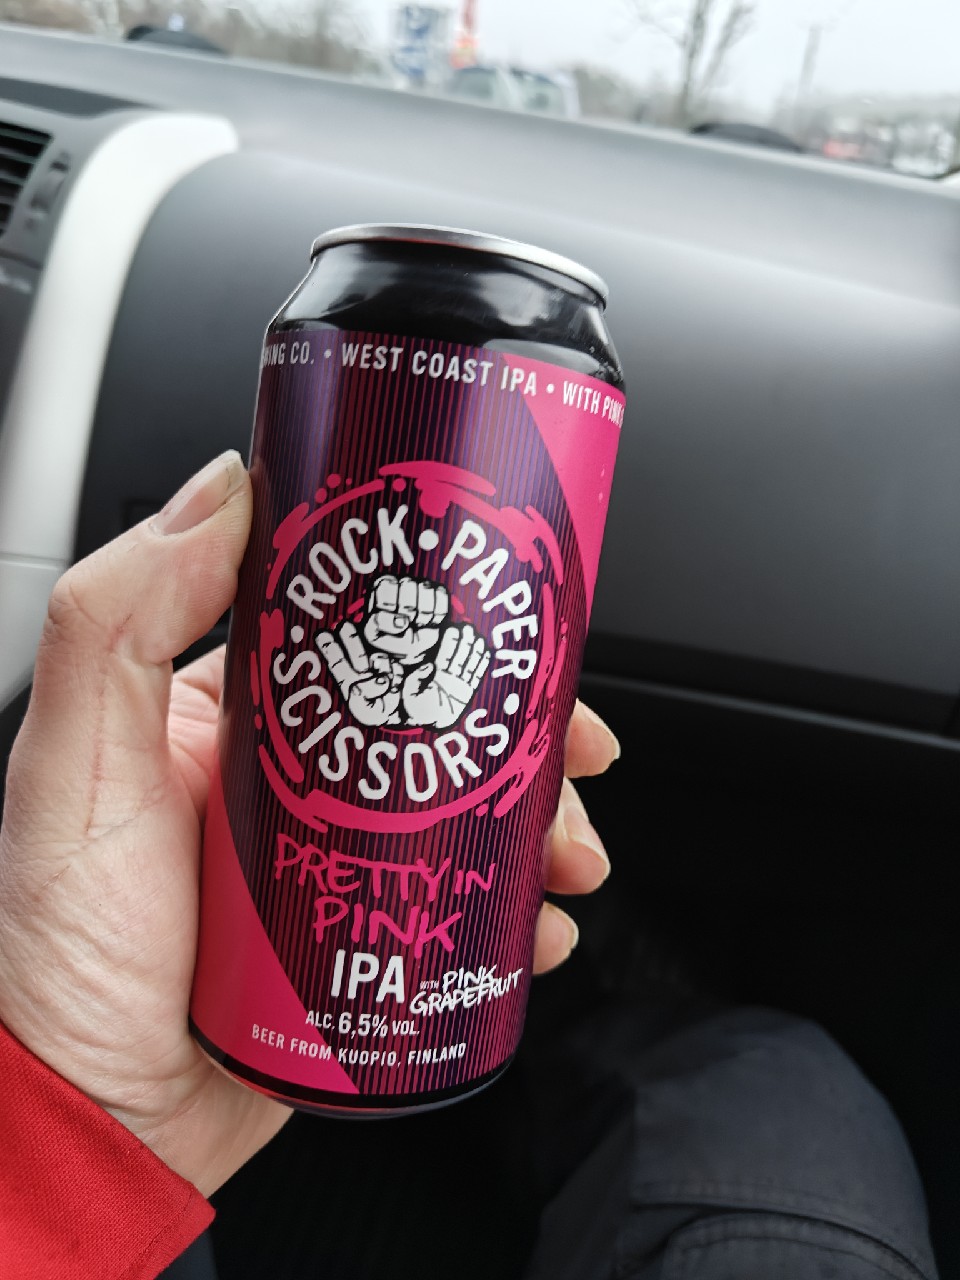 CO. • WEST COAST IPA • WITH
ROCK • PAPER • SCISSORS •
PRETTY IN
PINK
IPA WITH PINK
GRAPEFRUIT
ALC. 6,5% VOL.
BEER FROM KUOPIO, FINLAND